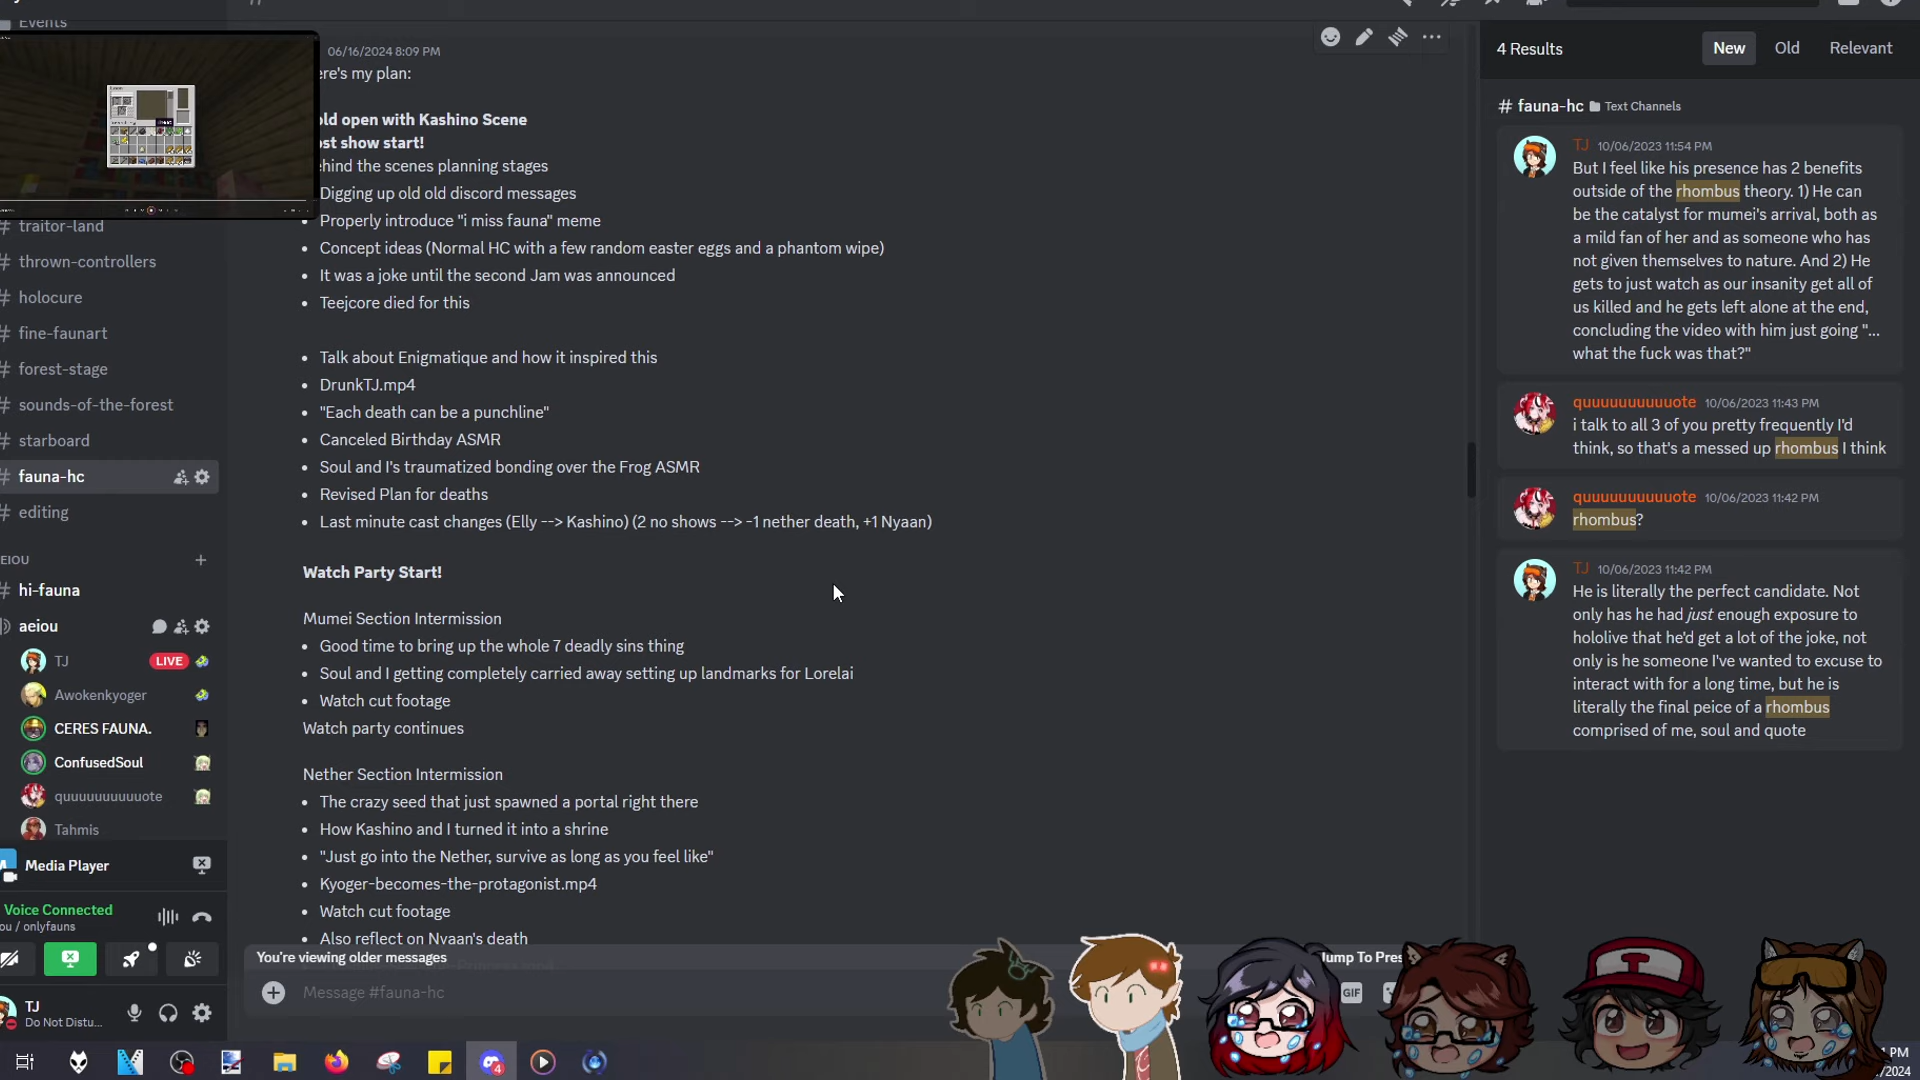 Events
traitor-land
thrown-controllers
holocure
fine-faunart
forest-stage
sounds-of-the-forest
starboard
fauna-hc
editing
EIOU
hi-fauna
aeiou
TJ LIVE
Awokenkyoger
CERES FAUNA.
ConfusedSoul
quuuuuuuuuote
Tahmis
Media Player
Voice Connected
ou / onlyfauns
TJ
Do Not Distu...
06/16/2024 8:09 PM
ere's my plan:
old open with Kashino Scene
ost show start!
ehind the scenes planning stages
• Digging up old old discord messages
• Properly introduce "i miss fauna" meme
• Concept ideas (Normal HC with a few random easter eggs and a phantom wipe)
• It was a joke until the second Jam was announced
• Teejcore died for this
• Talk about Enigmatique and how it inspired this
• DrunkTJ.mp4
• "Each death can be a punchline"
• Canceled Birthday ASMR
• Soul and I's traumatized bonding over the Frog ASMR
• Revised Plan for deaths
• Last minute cast changes (Elly --> Kashino) (2 no shows --> -1 nether death, +1 Nyaan)
Watch Party Start!
Mumei Section Intermission
• Good time to bring up the whole 7 deadly sins thing
• Soul and I getting completely carried away setting up landmarks for Lorelai
• Watch cut footage
Watch party continues
Nether Section Intermission
• The crazy seed that just spawned a portal right there
• How Kashino and I turned it into a shrine
• "Just go into the Nether, survive as long as you feel like"
• Kyoger-becomes-the-protagonist.mp4
• Watch cut footage
• Also reflect on Nyaan's death
You're viewing older messages
Jump To Pres
Message #fauna-hc
GIF
4 Results New Old Relevant
# fauna-hc Text Channels
TJ 10/06/2023 11:54 PM
But I feel like his presence has 2 benefits
outside of the rhombus theory. 1) He can
be the catalyst for mumei's arrival, both as
a mild fan of her and as someone who has
not given themselves to nature. And 2) He
gets to just watch as our insanity get all of
us killed and he gets left alone at the end,
concluding the video with him just going "...
what the fuck was that?"
quuuuuuuuuote 10/06/2023 11:43 PM
i talk to all 3 of you pretty frequently I'd
think, so that's a messed up rhombus I think
quuuuuuuuuote 10/06/2023 11:42 PM
rhombus?
TJ 10/06/2023 11:42 PM
He is literally the perfect candidate. Not
only has he had just enough exposure to
hololive that he'd get a lot of the joke, not
only is he someone I've wanted to excuse to
interact with for a long time, but he is
literally the final peice of a rhombus
comprised of me, soul and quote
4
T
PM
/2024